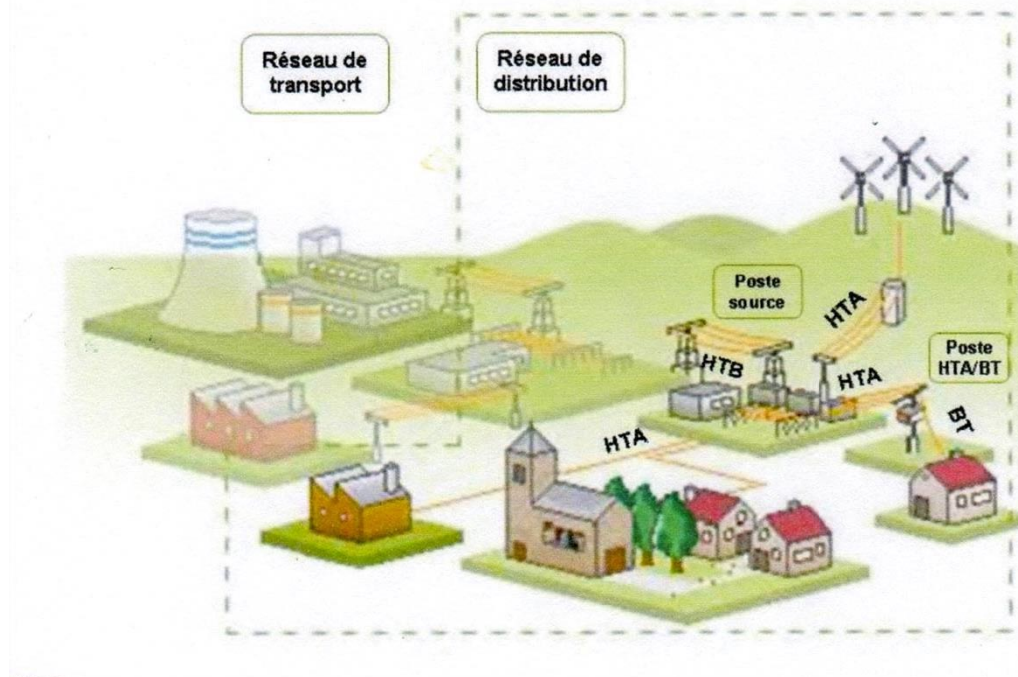 Réseau de
transport
Réseau de
distribution
Poste
source
HTA
Poste
HTA/BT
HTB
HTA
BT
HTA